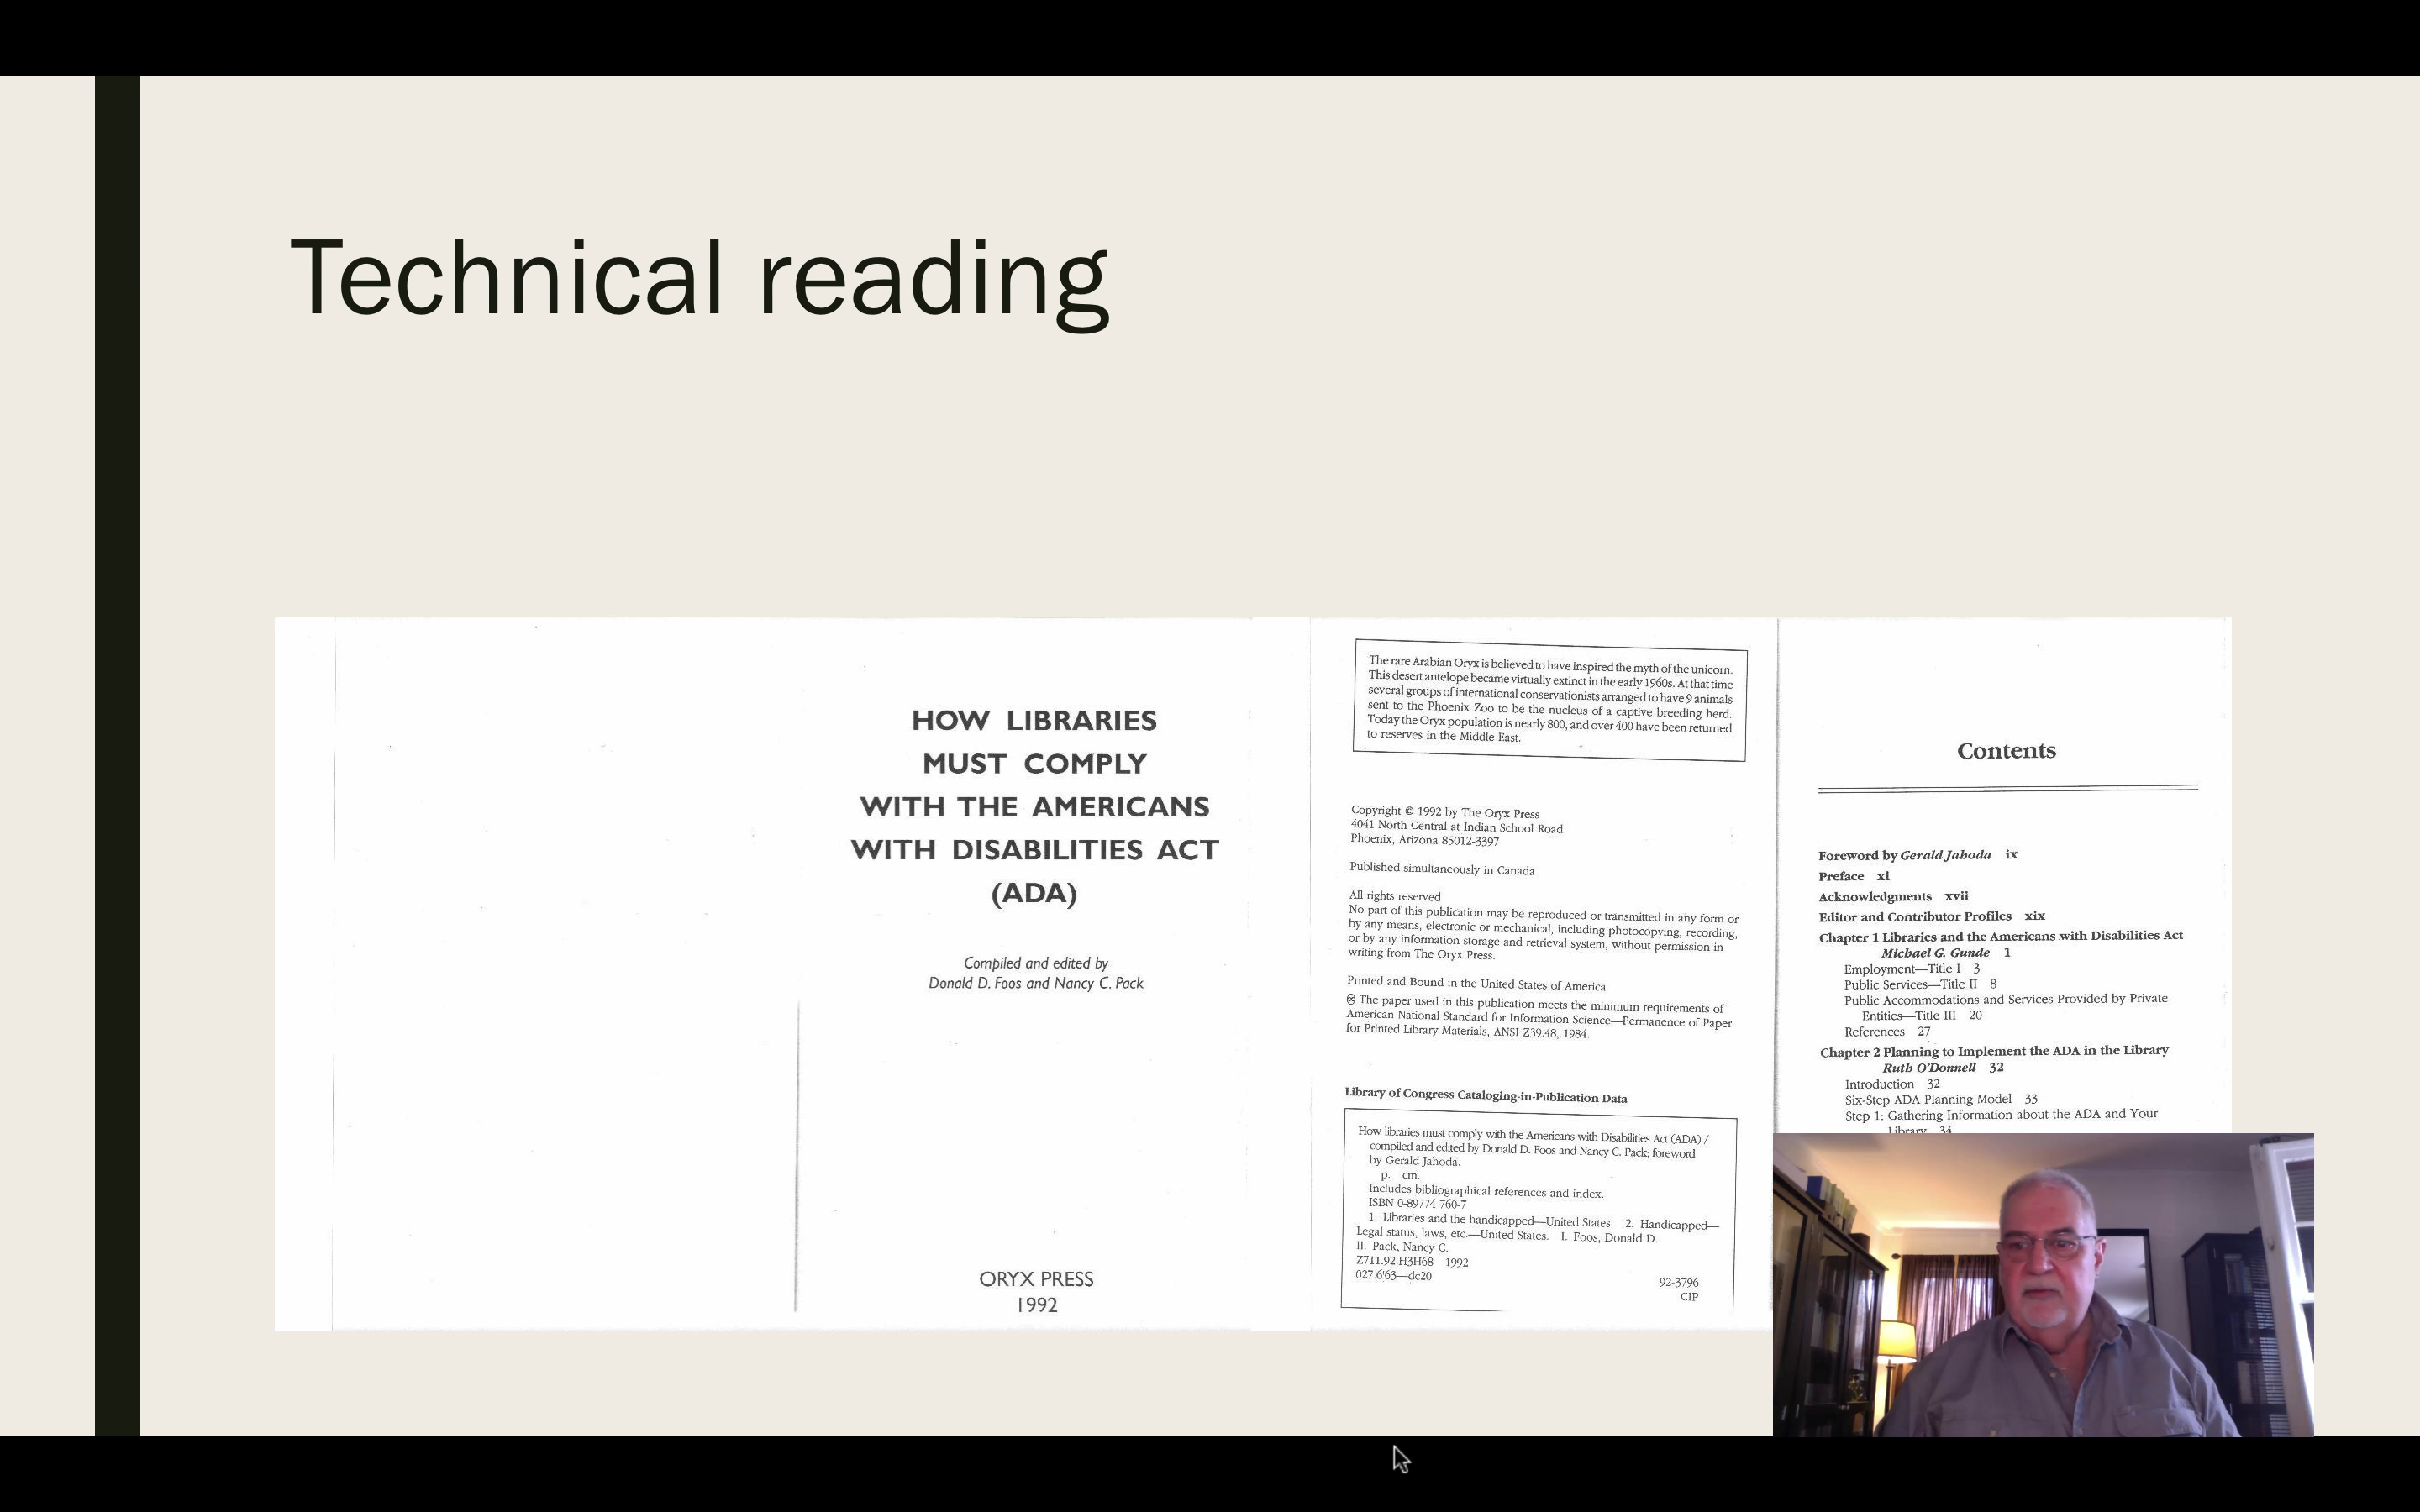 Technical reading
HOW LIBRARIES
MUST COMPLY
WITH THE AMERICANS
WITH DISABILITIES ACT
(ADA)
Compiled and edited by
Donald D. Foos and Nancy C. Pack
ORYX PRESS
1992
The rare Arabian Oryx is believed to have inspired the myth of the unicorn.
This desert antelope became virtually extinct in the early 1960s. At that time
several groups of international conservationists arranged to have 9 animals
sent to the Phoenix Zoo to be the nucleus of a captive breeding herd.
Today the Oryx population is nearly 800, and over 400 have been returned
to reserves in the Middle East.
Copyright © 1992 by The Oryx Press
4041 North Central at Indian School Road
Phoenix, Arizona 85012-3397
Published simultaneously in Canada
All rights reserved
No part of this publication may be reproduced or transmitted in any form or
by any means, electronic or mechanical, including photocopying, recording,
or by any information storage and retrieval system, without permission in
writing from The Oryx Press.
Printed and Bound in the United States of America
♾ The paper used in this publication meets the minimum requirements of
American National Standard for Information Science—Permanence of Paper
for Printed Library Materials, ANSI Z39.48, 1984.
Library of Congress Cataloging-in-Publication Data
How libraries must comply with the Americans with Disabilities Act (ADA) /
compiled and edited by Donald D. Foos and Nancy C. Pack; foreword
by Gerald Jahoda.
p. cm.
Includes bibliographical references and index.
ISBN 0-89774-760-7
1. Libraries and the handicapped—United States. 2. Handicapped—
Legal status, laws, etc.—United States. I. Foos, Donald D.
II. Pack, Nancy C.
Z711.92.H3H68 1992
027.6'63—dc20
92-3796
CIP
Contents
Foreword by Gerald Jahoda ix
Preface xi
Acknowledgments xvii
Editor and Contributor Profiles xix
Chapter 1 Libraries and the Americans with Disabilities Act
Michael G. Gunde 1
Employment—Title I 3
Public Services—Title II 8
Public Accommodations and Services Provided by Private
Entities—Title III 20
References 27
Chapter 2 Planning to Implement the ADA in the Library
Ruth O'Donnell 32
Introduction 32
Six-Step ADA Planning Model 33
Step 1: Gathering Information about the ADA and Your
Library 34